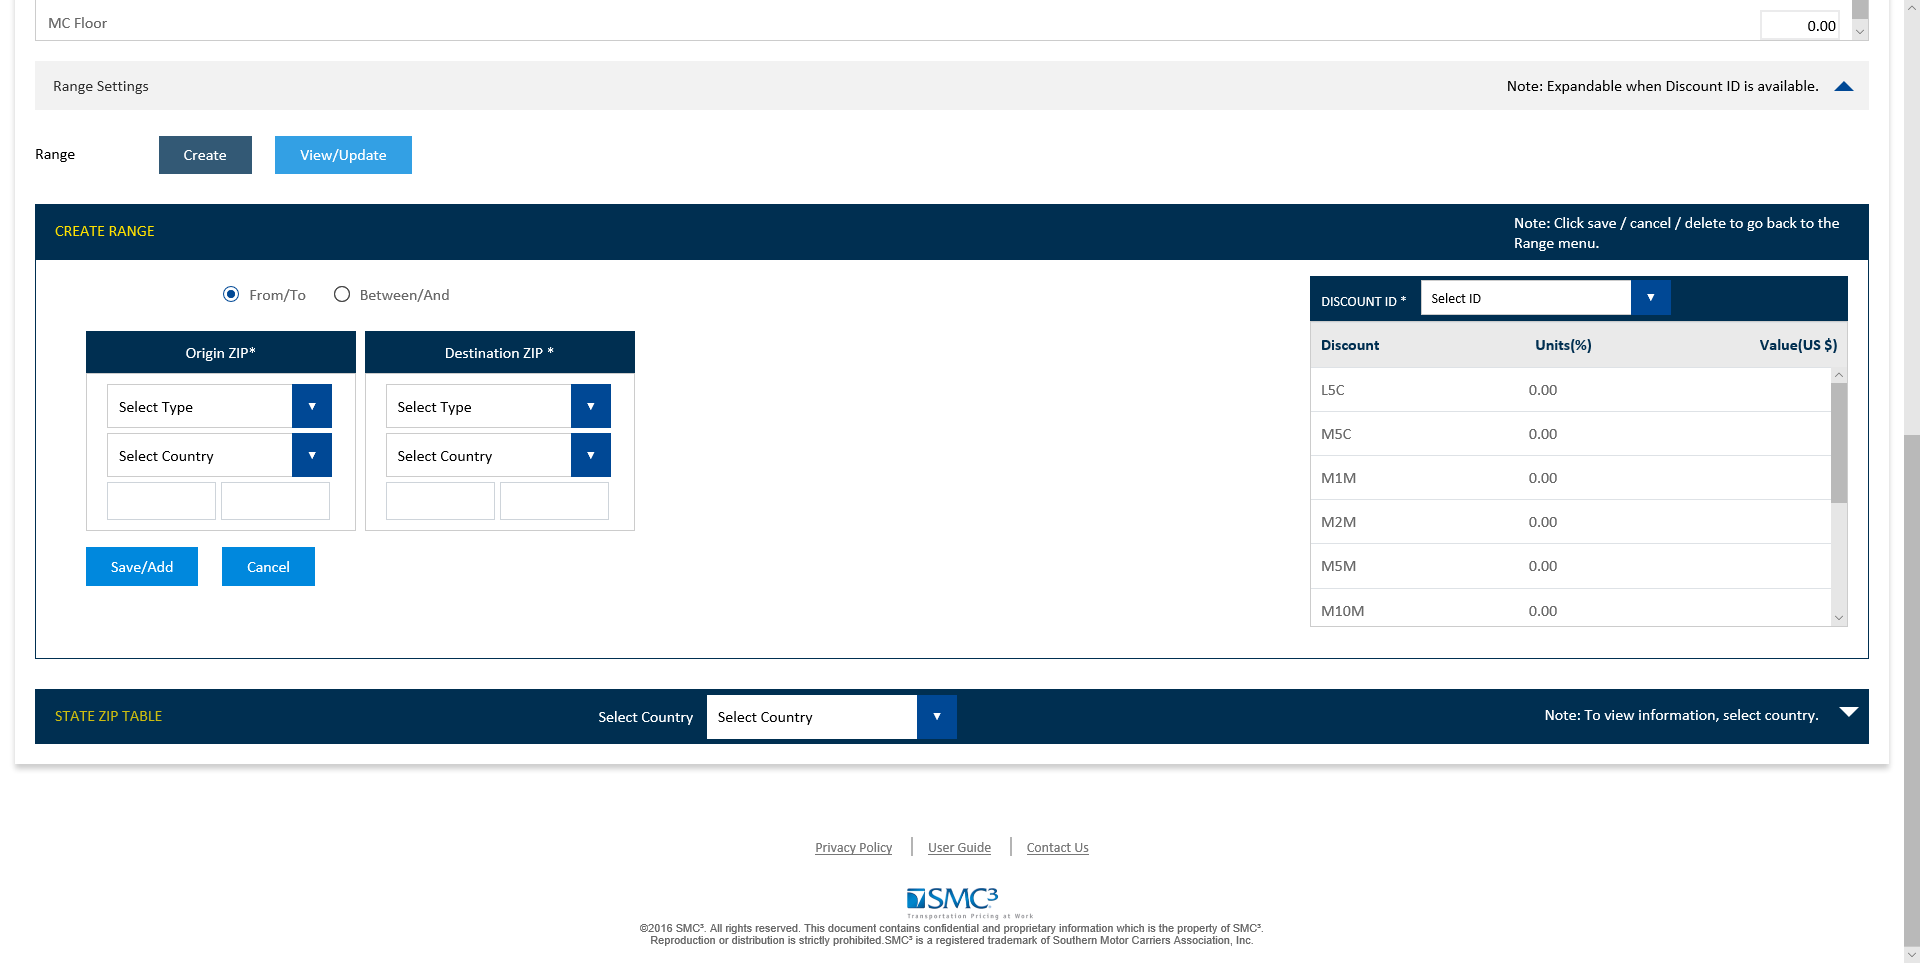 MC Floor
0.00
Range Settings
Note: Expandable when Discount ID is available.
Range
Create
View/Update
CREATE RANGE
Note: Click save / cancel / delete to go back to the
Range menu.
From/To
Between/And
DISCOUNT ID *
Select ID
Origin ZIP*
Destination ZIP *
Select Type
Select Type
Select Country
Select Country
Save/Add
Cancel
Discount
Units(%)
Value(US $)
L5C
0.00
M5C
0.00
M1M
0.00
M2M
0.00
M5M
0.00
M10M
0.00
STATE ZIP TABLE
Select Country
Select Country
Note: To view information, select country.
Privacy Policy
User Guide
Contact Us
SMC³
Transportation Pricing at Work
©2016 SMC³. All rights reserved. This document contains confidential and proprietary information which is the property of SMC³.
Reproduction or distribution is strictly prohibited.SMC³ is a registered trademark of Southern Motor Carriers Association, Inc.